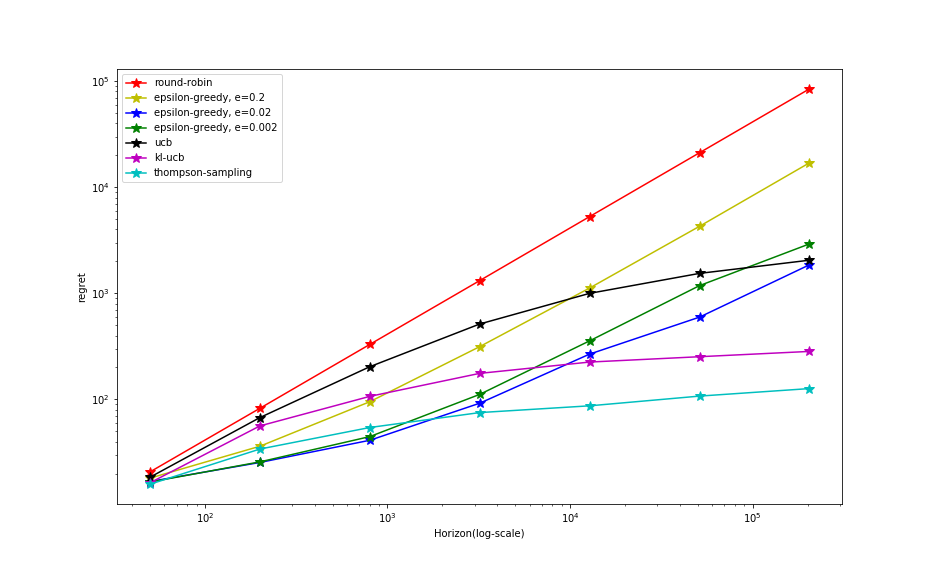 round-robin
epsilon-greedy, e=0.2
epsilon-greedy, e=0.02
epsilon-greedy, e=0.002
ucb
kl-ucb
thompson-sampling
10⁵
10⁴
10³
10²
regret
10² 10³ 10⁴ 10⁵
Horizon(log-scale)